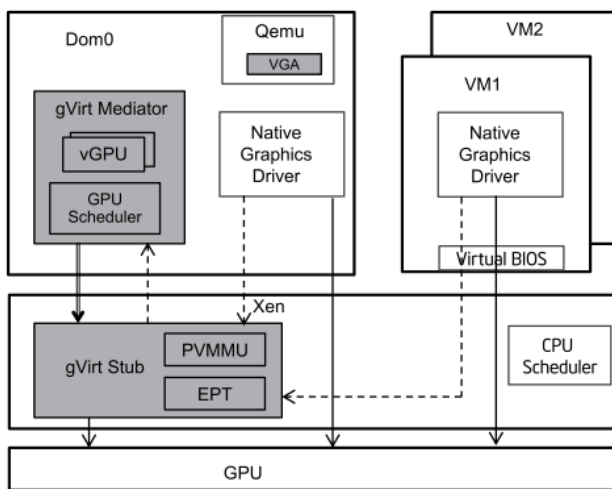 Dom0
Qemu
VGA
gVirt Mediator
vGPU
GPU
Scheduler
Native
Graphics
Driver
VM2
VM1
Native
Graphics
Driver
Virtual BIOS
Xen
gVirt Stub
PVMMU
EPT
CPU
Scheduler
GPU